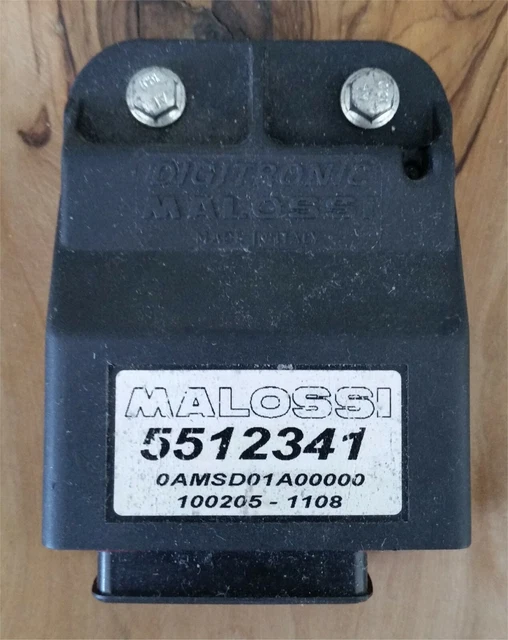 DIGITRONIC
MALOSSI
MADE IN ITALY
MALOSSI
5512341
0AMSD01A00000
100205 - 1108